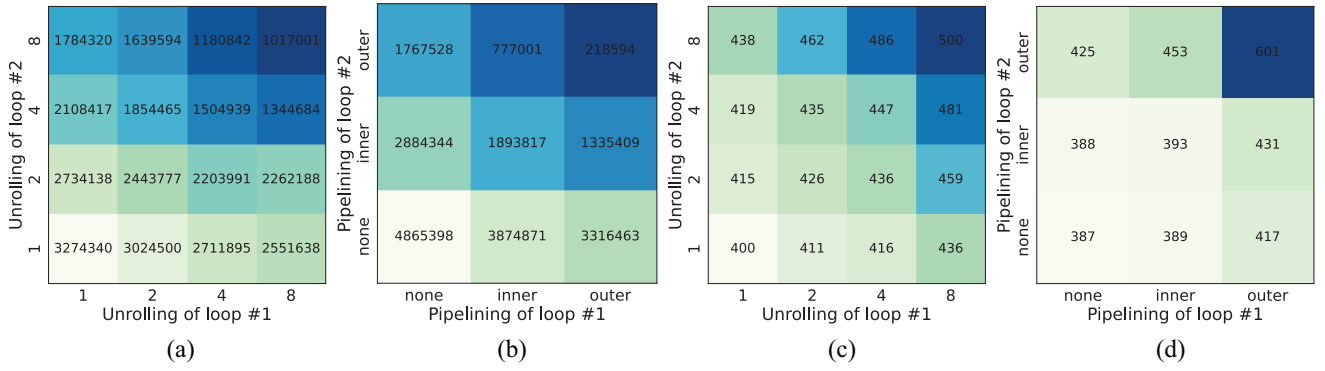 Unrolling of loop #2
8
1784320 1639594 1180842 1017001
4
2108417 1854465 1504939 1344684
2
2734138 2443777 2203991 2262188
1
3274340 3024500 2711895 2551638
1 2 4 8
Unrolling of loop #1
(a)
Pipelining of loop #2
outer
1767528 777001 218594
inner
2884344 1893817 1335409
none
4865398 3874871 3316463
none inner outer
Pipelining of loop #1
(b)
Unrolling of loop #2
8
438 462 486 500
4
419 435 447 481
2
415 426 436 459
1
400 411 416 436
1 2 4 8
Unrolling of loop #1
(c)
Pipelining of loop #2
outer
425 453 601
inner
388 393 431
none
387 389 417
none inner outer
Pipelining of loop #1
(d)